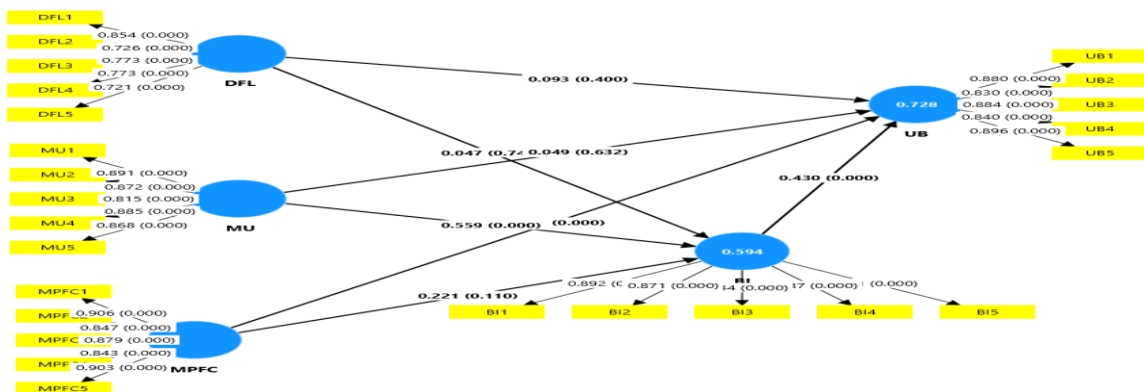 DFL1
DFL2
DFL3
DFL4
DFL5
0.854 (0.000)
0.726 (0.000)
0.773 (0.000)
0.773 (0.000)
0.721 (0.000)
DFL
MU1
MU2
MU3
MU4
MU5
0.891 (0.000)
0.872 (0.000)
0.815 (0.000)
0.885 (0.000)
0.868 (0.000)
MU
MPFC1
MPFC5
0.906 (0.000)
0.847 (0.000)
0.879 (0.000)
0.843 (0.000)
0.903 (0.000)
MPFC
0.093 (0.400)
0.047
0.049 (0.632)
0.559 (0.000)
(0.000)
0.221 (0.110)
0.430 (0.000)
0.728
UB
0.880 (0.000)
0.830 (0.000)
0.884 (0.000)
0.840 (0.000)
0.896 (0.000)
UB1
UB2
UB3
UB4
UB5
0.594
BI
0.892
0.871 (0.000)
(0.000)
(0.000)
(0.000)
BI1
BI2
BI3
BI4
BI5